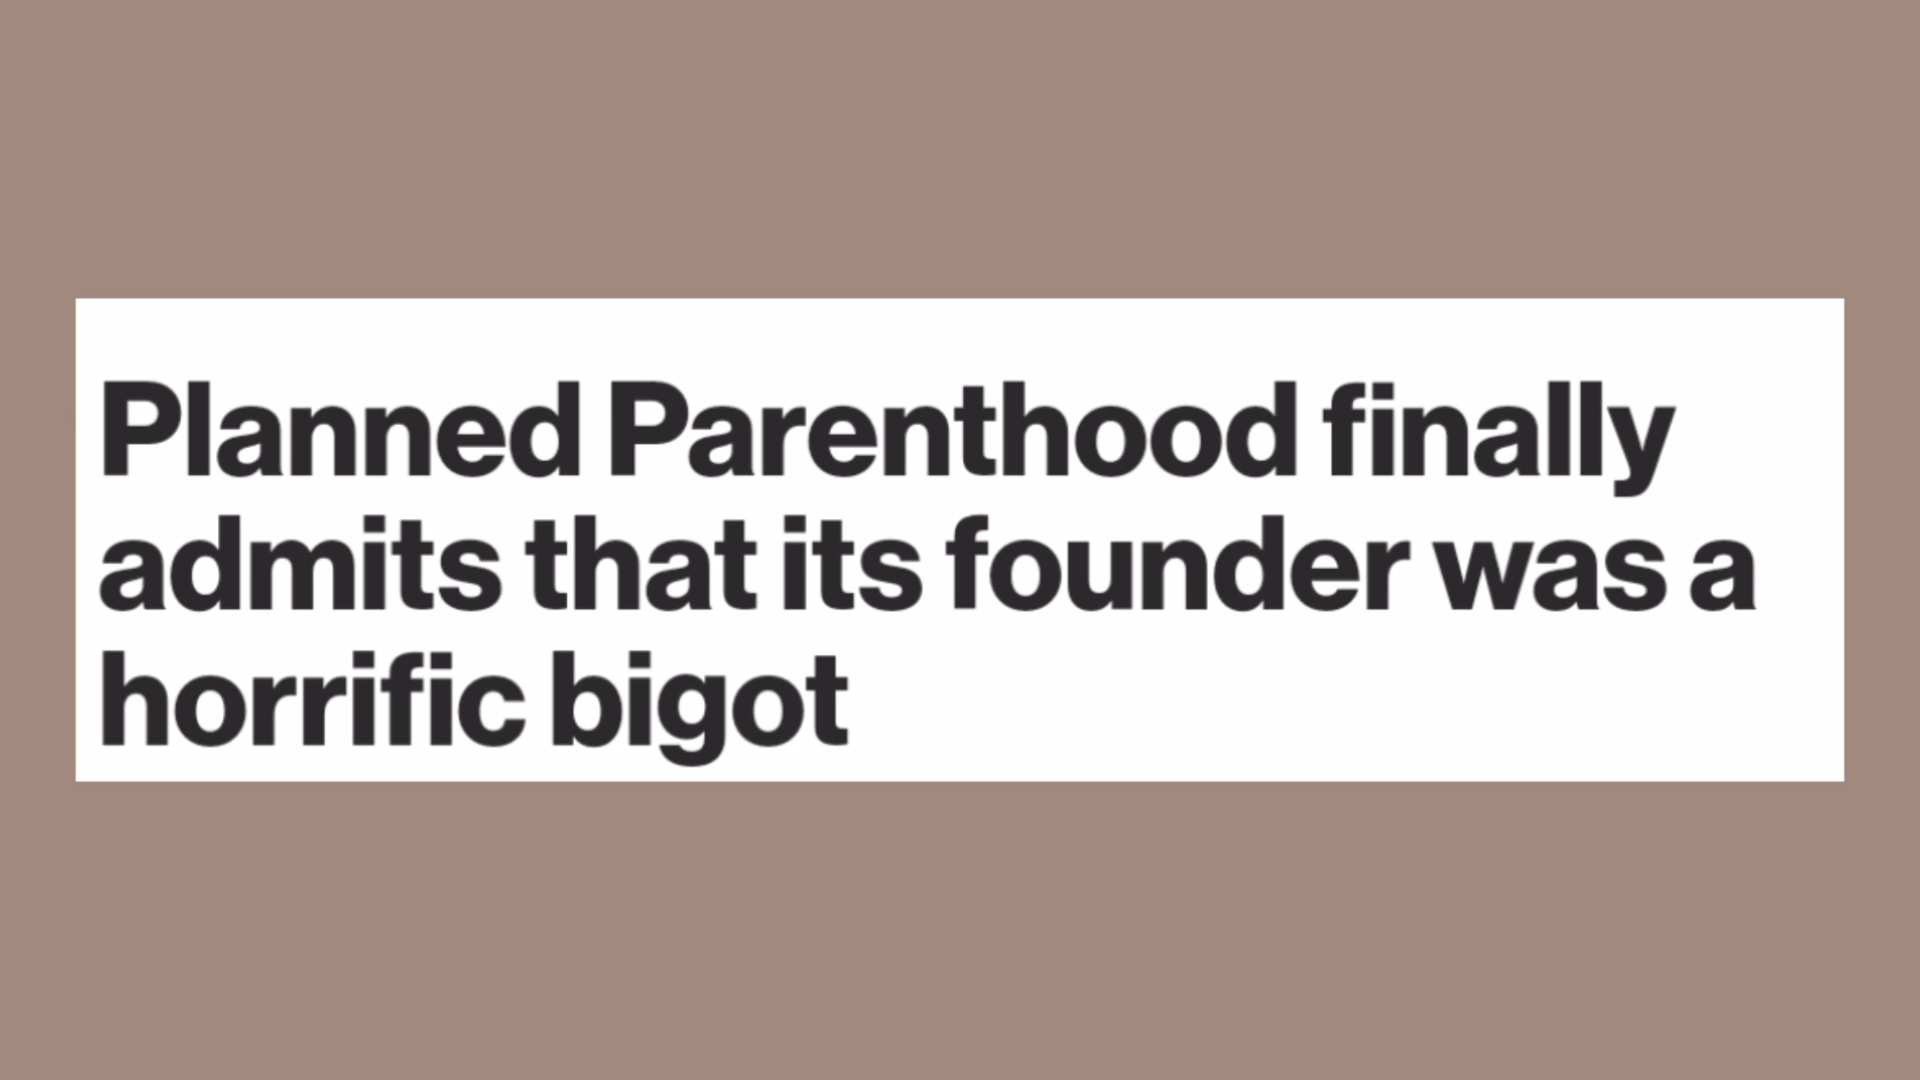 Planned Parenthood finally
admits that its founder was a
horrific bigot